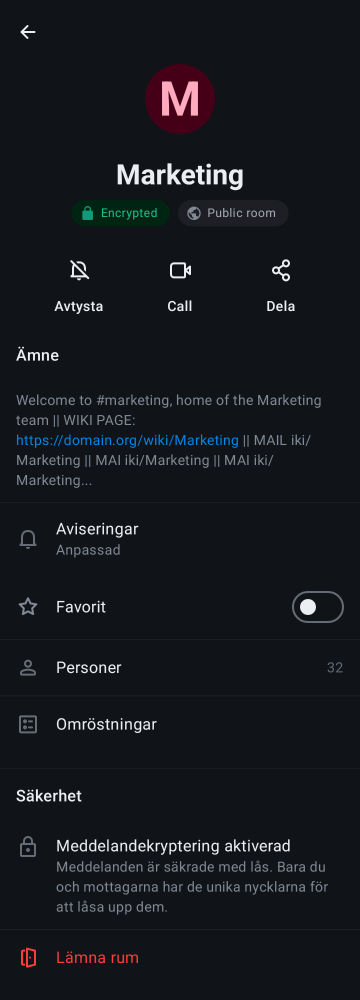 M
Marketing
Encrypted
Public room
Avtysta
Call
Dela
Ämne
Welcome to #marketing, home of the Marketing
team || WIKI PAGE:
https://domain.org/wiki/Marketing || MAIL iki/
Marketing || MAI iki/Marketing || MAI iki/
Marketing...
Aviseringar
Anpassad
Favorit
Personer 32
Omröstningar
Säkerhet
Meddelandekryptering aktiverad
Meddelanden är säkrade med lås. Bara du
och mottagarna har de unika nycklarna för
att låsa upp dem.
Lämna rum